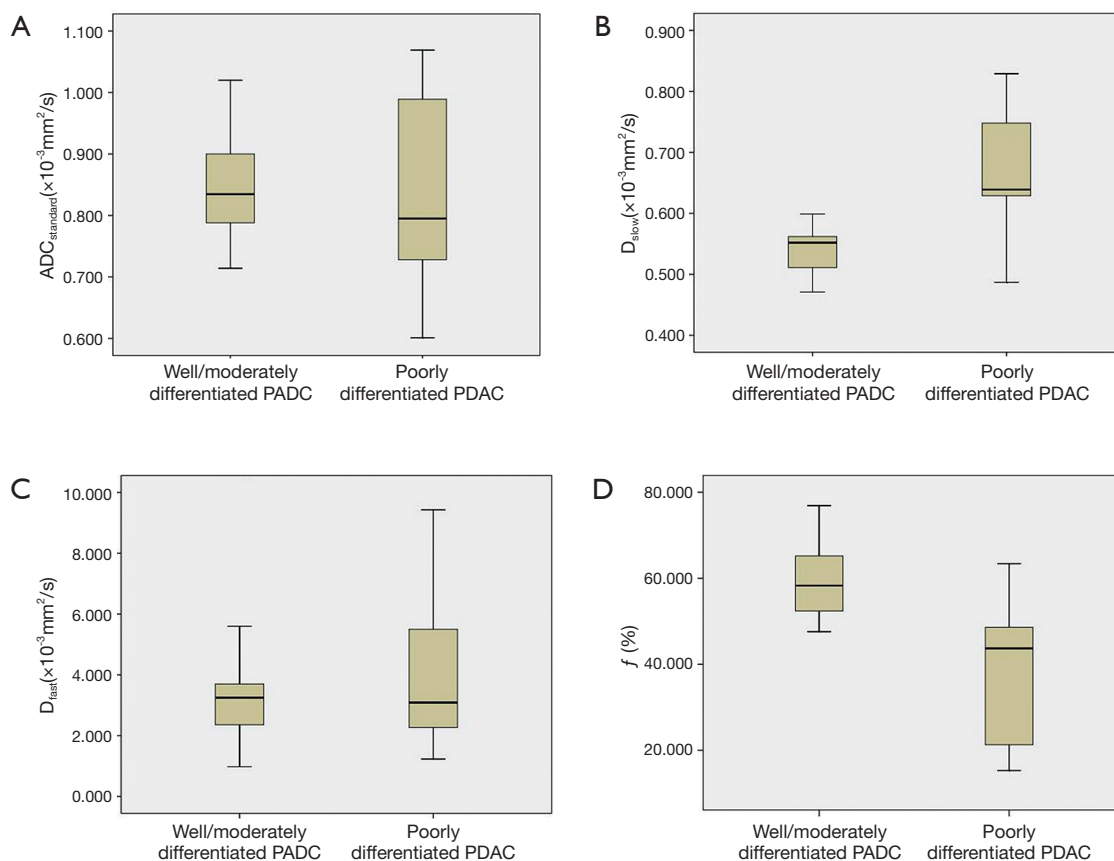 A
1.100
1.000
0.900
0.800
0.700
0.600
ADCstandard(×10⁻³mm²/s)
Well/moderately
differentiated PADC
Poorly
differentiated PDAC
B
0.900
0.800
0.700
0.600
0.500
0.400
Dslow(×10⁻³mm²/s)
Well/moderately
differentiated PADC
Poorly
differentiated PDAC
C
10.000
8.000
6.000
4.000
2.000
0.000
Dfast(×10⁻³mm²/s)
Well/moderately
differentiated PADC
Poorly
differentiated PDAC
D
80.000
60.000
40.000
20.000
f (%)
Well/moderately
differentiated PADC
Poorly
differentiated PDAC